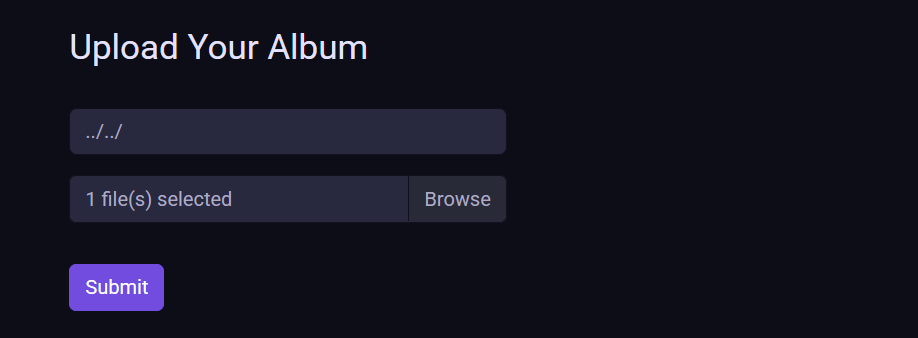 Upload Your Album
../../
1 file(s) selected
Browse
Submit